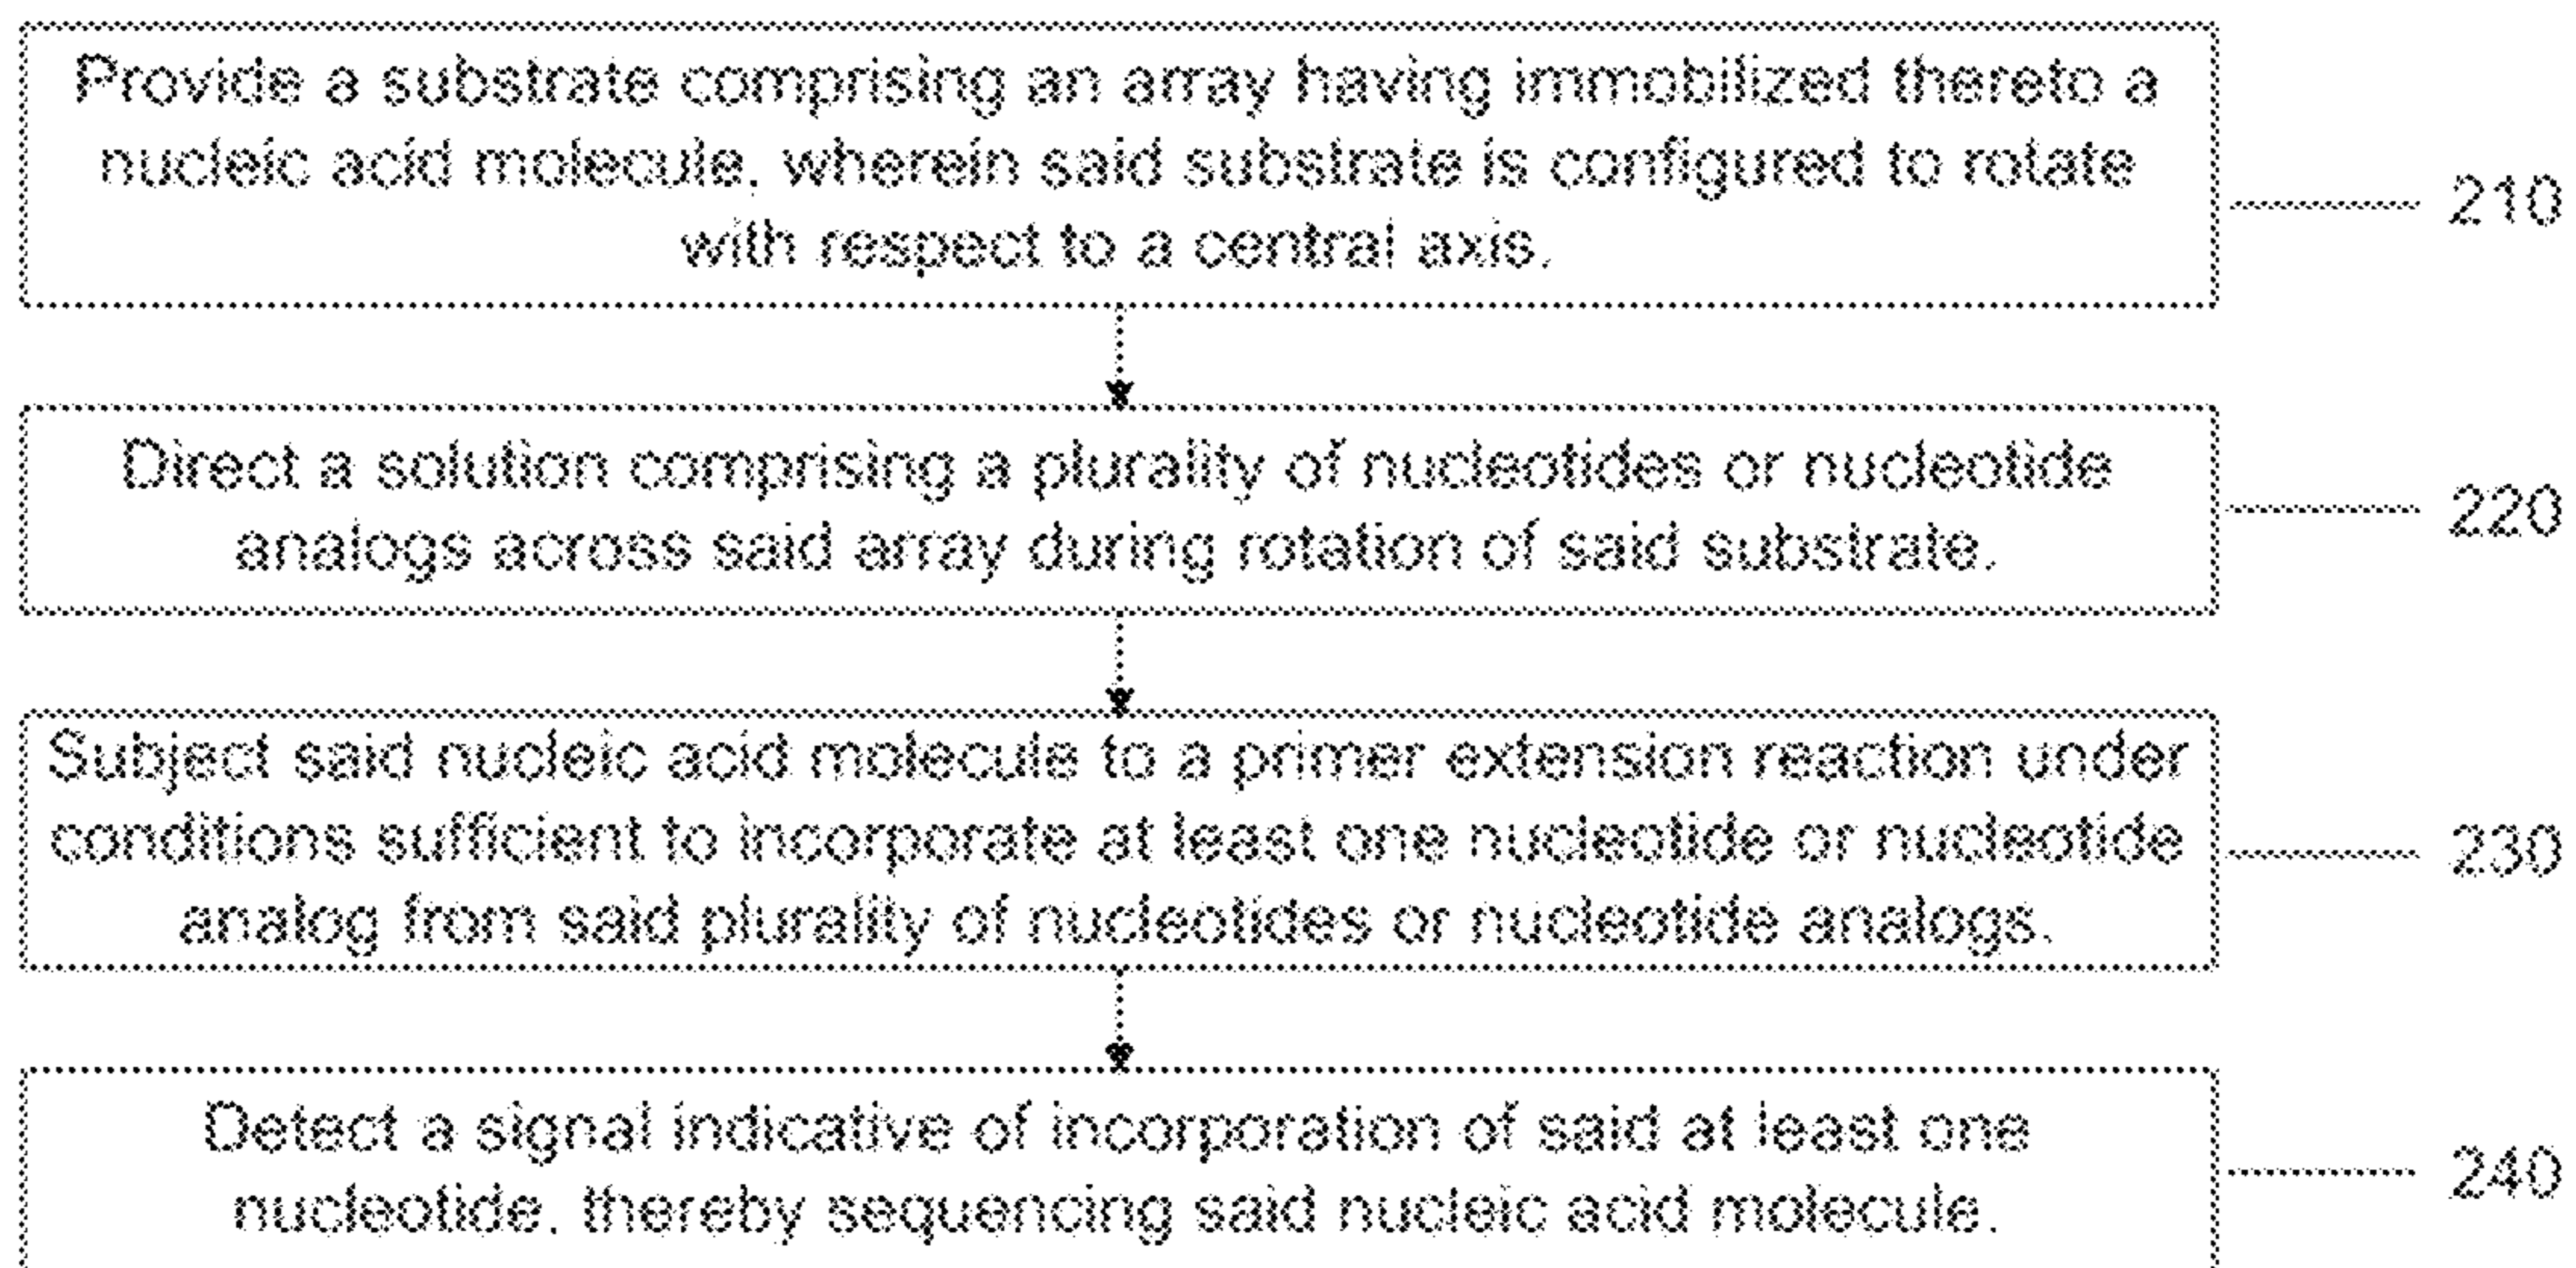 Provide a substrate comprising an array having immobilized thereto a
nucleic acid molecule, wherein said substrate is configured to rotate
with respect to a central axis.
210
Direct a solution comprising a plurality of nucleotides or nucleotide
analogs across said array during rotation of said substrate.
220
Subject said nucleic acid molecule to a primer extension reaction under
conditions sufficient to incorporate at least one nucleotide or nucleotide
analog from said plurality of nucleotides or nucleotide analogs.
230
Detect a signal indicative of incorporation of said at least one
nucleotide, thereby sequencing said nucleic acid molecule.
240